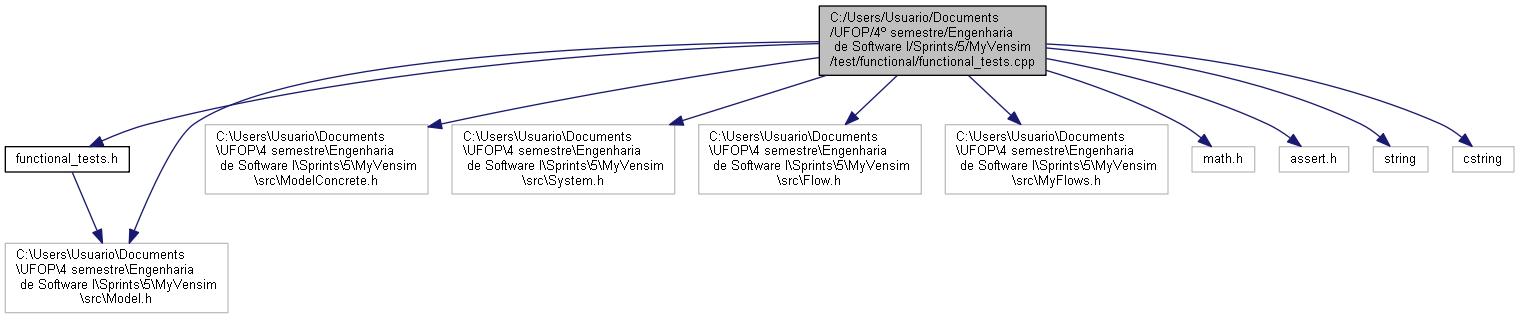 C:/Users/Usuario/Documents
/UFOP/4º semestre/Engenharia
de Software I/Sprints/5/MyVensim
/test/functional/functional_tests.cpp
functional_tests.h
C:\Users\Usuario\Documents
\UFOP\4 semestre\Engenharia
de Software I\Sprints\5\MyVensim
\src\ModelConcrete.h
C:\Users\Usuario\Documents
\UFOP\4 semestre\Engenharia
de Software I\Sprints\5\MyVensim
\src\System.h
C:\Users\Usuario\Documents
\UFOP\4 semestre\Engenharia
de Software I\Sprints\5\MyVensim
\src\Flow.h
C:\Users\Usuario\Documents
\UFOP\4 semestre\Engenharia
de Software I\Sprints\5\MyVensim
\src\MyFlows.h
math.h
assert.h
string
cstring
C:\Users\Usuario\Documents
\UFOP\4 semestre\Engenharia
de Software I\Sprints\5\MyVensim
\src\Model.h